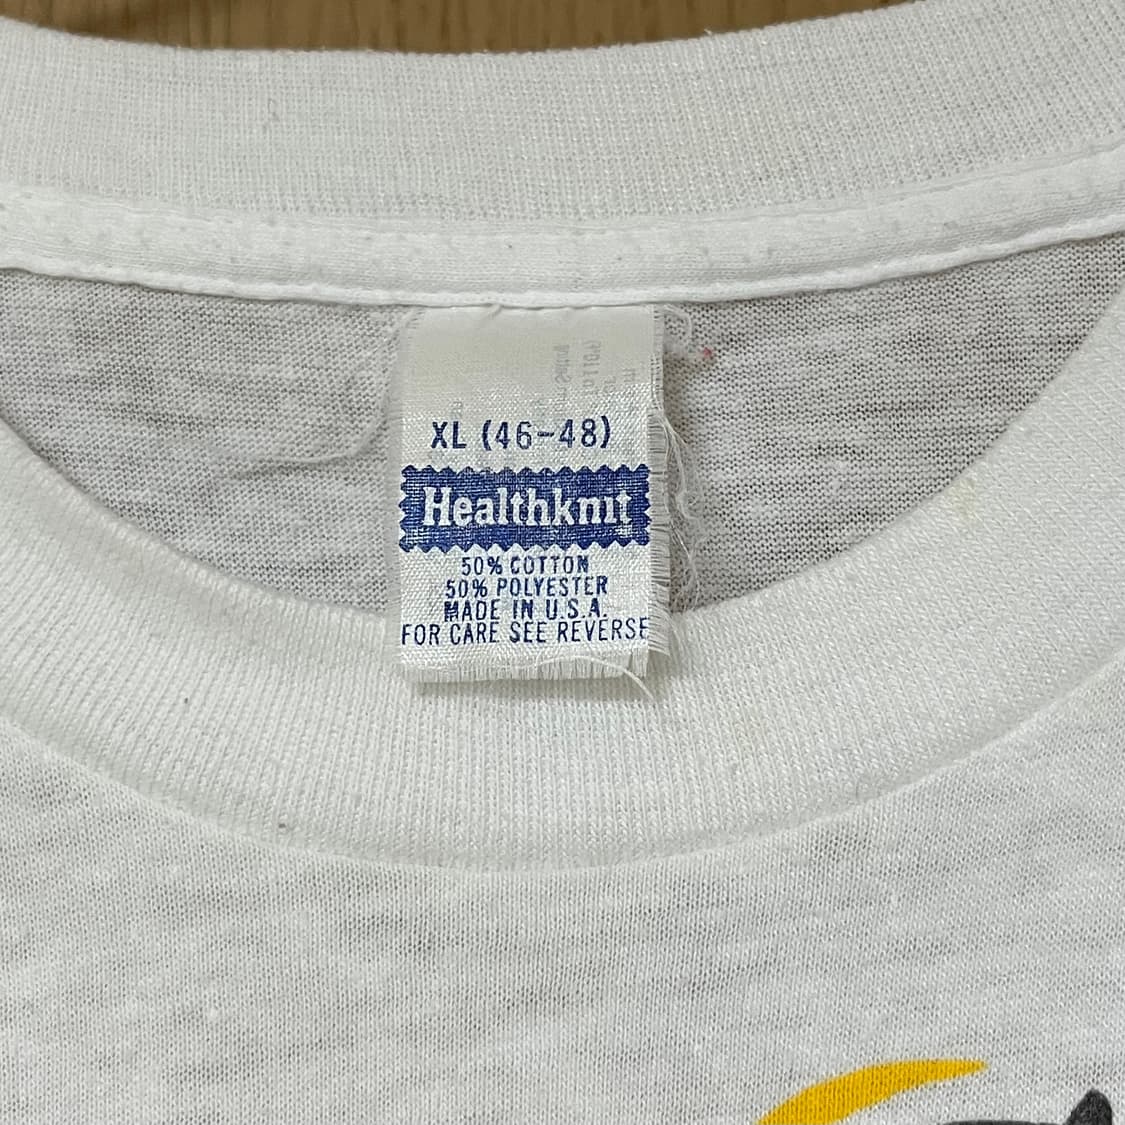 XL (46-48)
Healthknit
50% COTTON
50% POLYESTER
MADE IN U.S.A.
FOR CARE SEE REVERSE